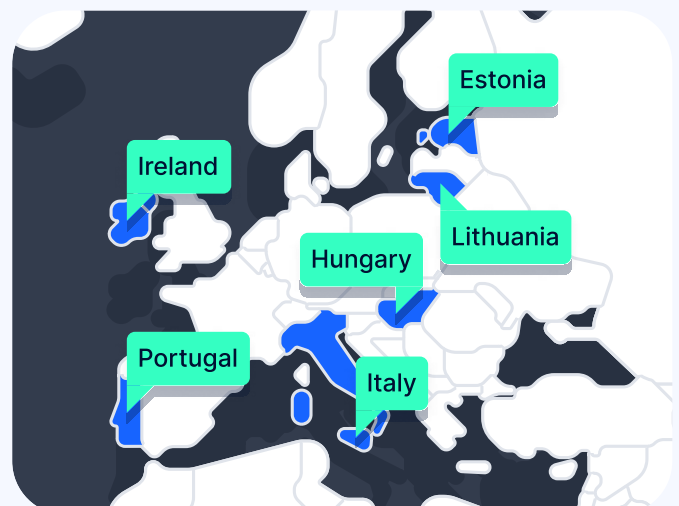 Estonia
Ireland
Lithuania
Hungary
Portugal
Italy